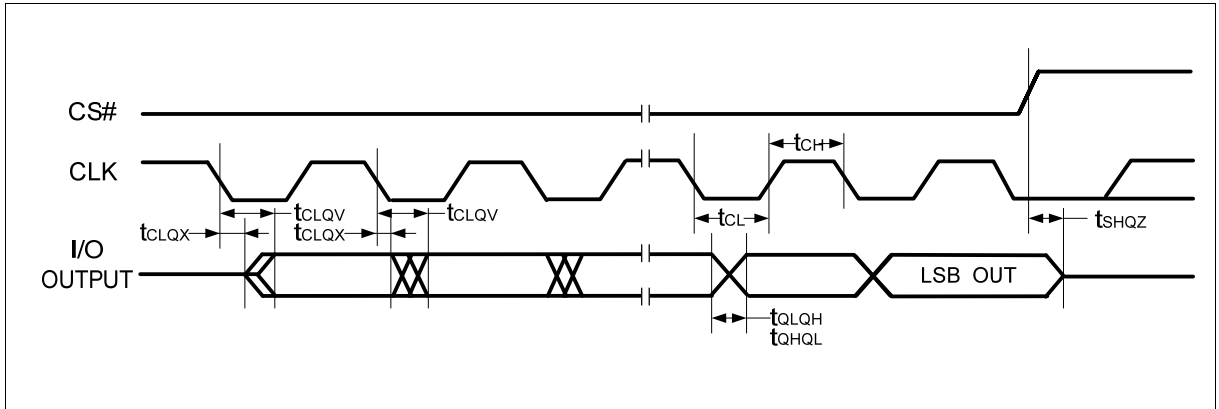 CS#
CLK
tCH
tCLQV
tCLQV
tCLQX
tCLQX
tCL
tSHQZ
I/O
OUTPUT
LSB OUT
tQLQH
tQHQL